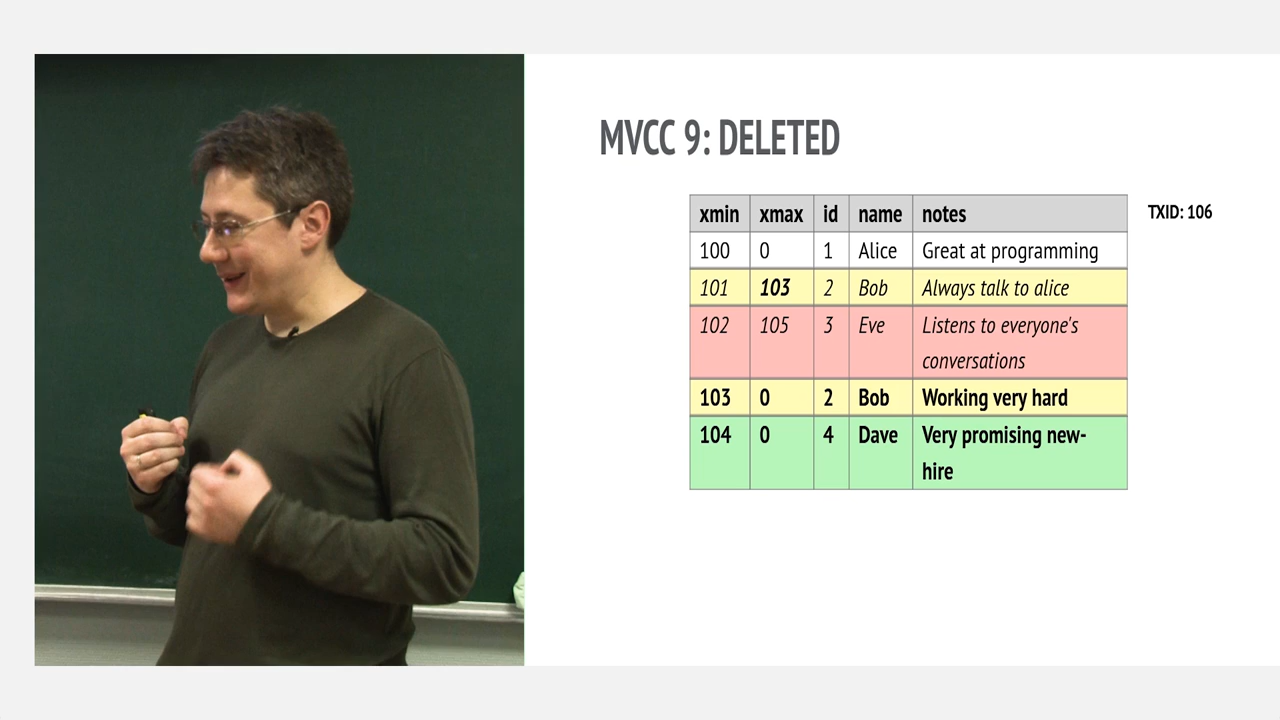 MVCC 9: DELETED
xmin xmax id name notes
TXID: 106
100 0 1 Alice Great at programming
101 103 2 Bob Always talk to alice
102 105 3 Eve Listens to everyone's
conversations
103 0 2 Bob Working very hard
104 0 4 Dave Very promising new-
hire